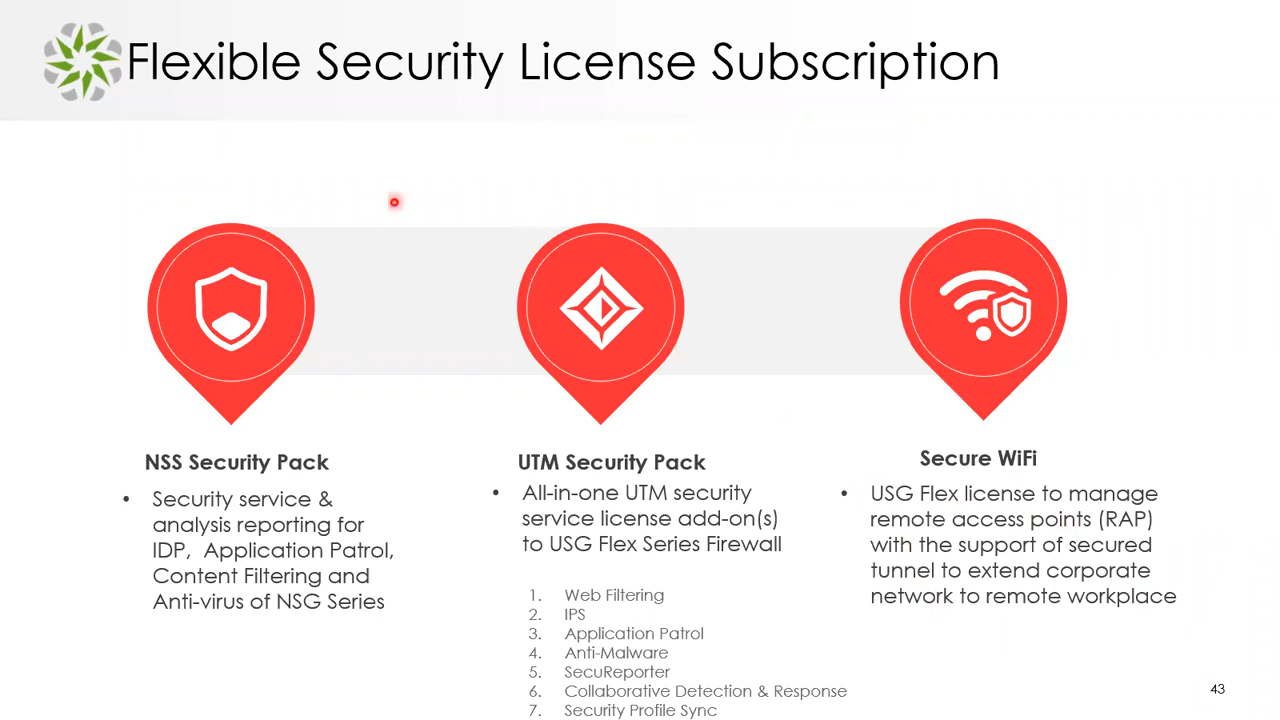 Flexible Security License Subscription
NSS Security Pack
• Security service &
analysis reporting for
IDP, Application Patrol,
Content Filtering and
Anti-virus of NSG Series
UTM Security Pack
• All-in-one UTM security
service license add-on(s)
to USG Flex Series Firewall
1. Web Filtering
2. IPS
3. Application Patrol
4. Anti-Malware
5. SecuReporter
6. Collaborative Detection & Response
7. Security Profile Sync
Secure WiFi
• USG Flex license to manage
remote access points (RAP)
with the support of secured
tunnel to extend corporate
network to remote workplace
43